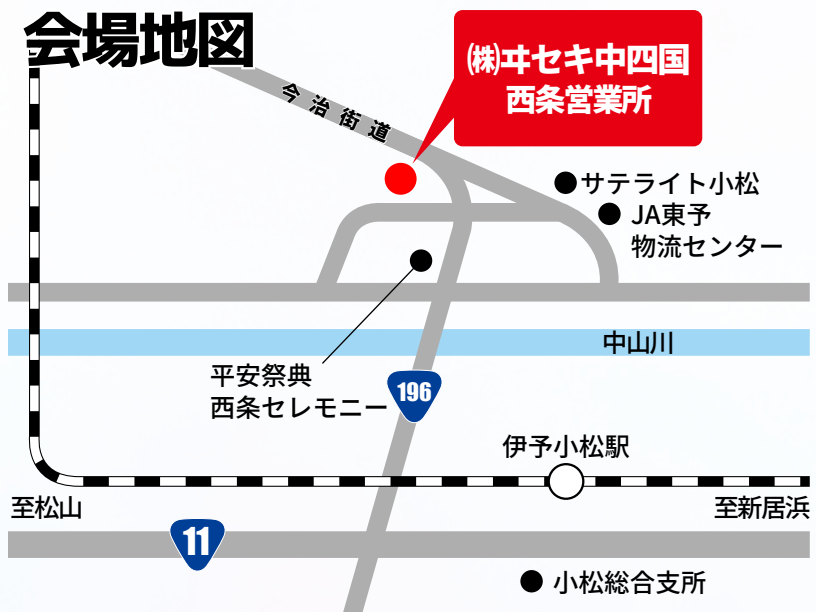 会場地図
㈱ヰセキ中四国
西条営業所
今治街道
サテライト小松
JA東予
物流センター
中山川
平安祭典
西条セレモニー
196
伊予小松駅
至松山
至新居浜
11
小松総合支所